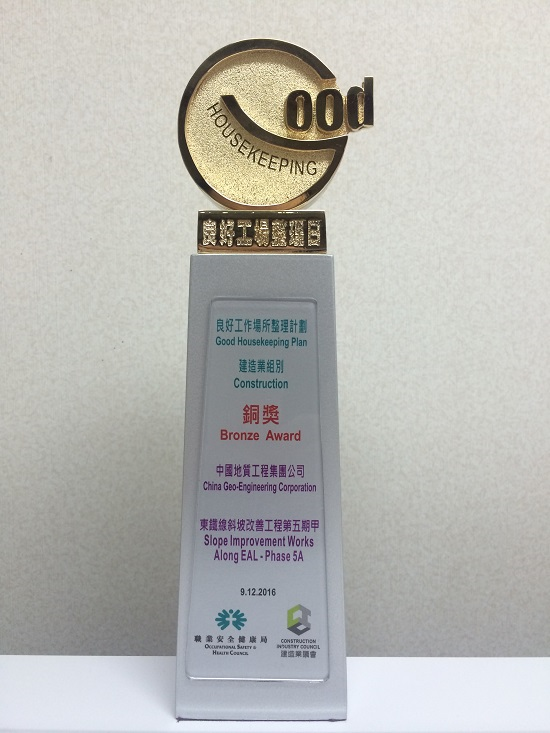 Good
HOUSEKEEPING
良好工場整理日
良好工作場所整理計劃
Good Housekeeping Plan
建造業組別
Construction
銅獎
Bronze Award
中國地質工程集團公司
China Geo-Engineering Corporation
東鐵線斜坡改善工程第五期甲
Slope Improvement Works
Along EAL - Phase 5A
9.12.2016
職業安全健康局
OCCUPATIONAL SAFETY &
HEALTH COUNCIL
CONSTRUCTION
INDUSTRY COUNCIL
建造業議會